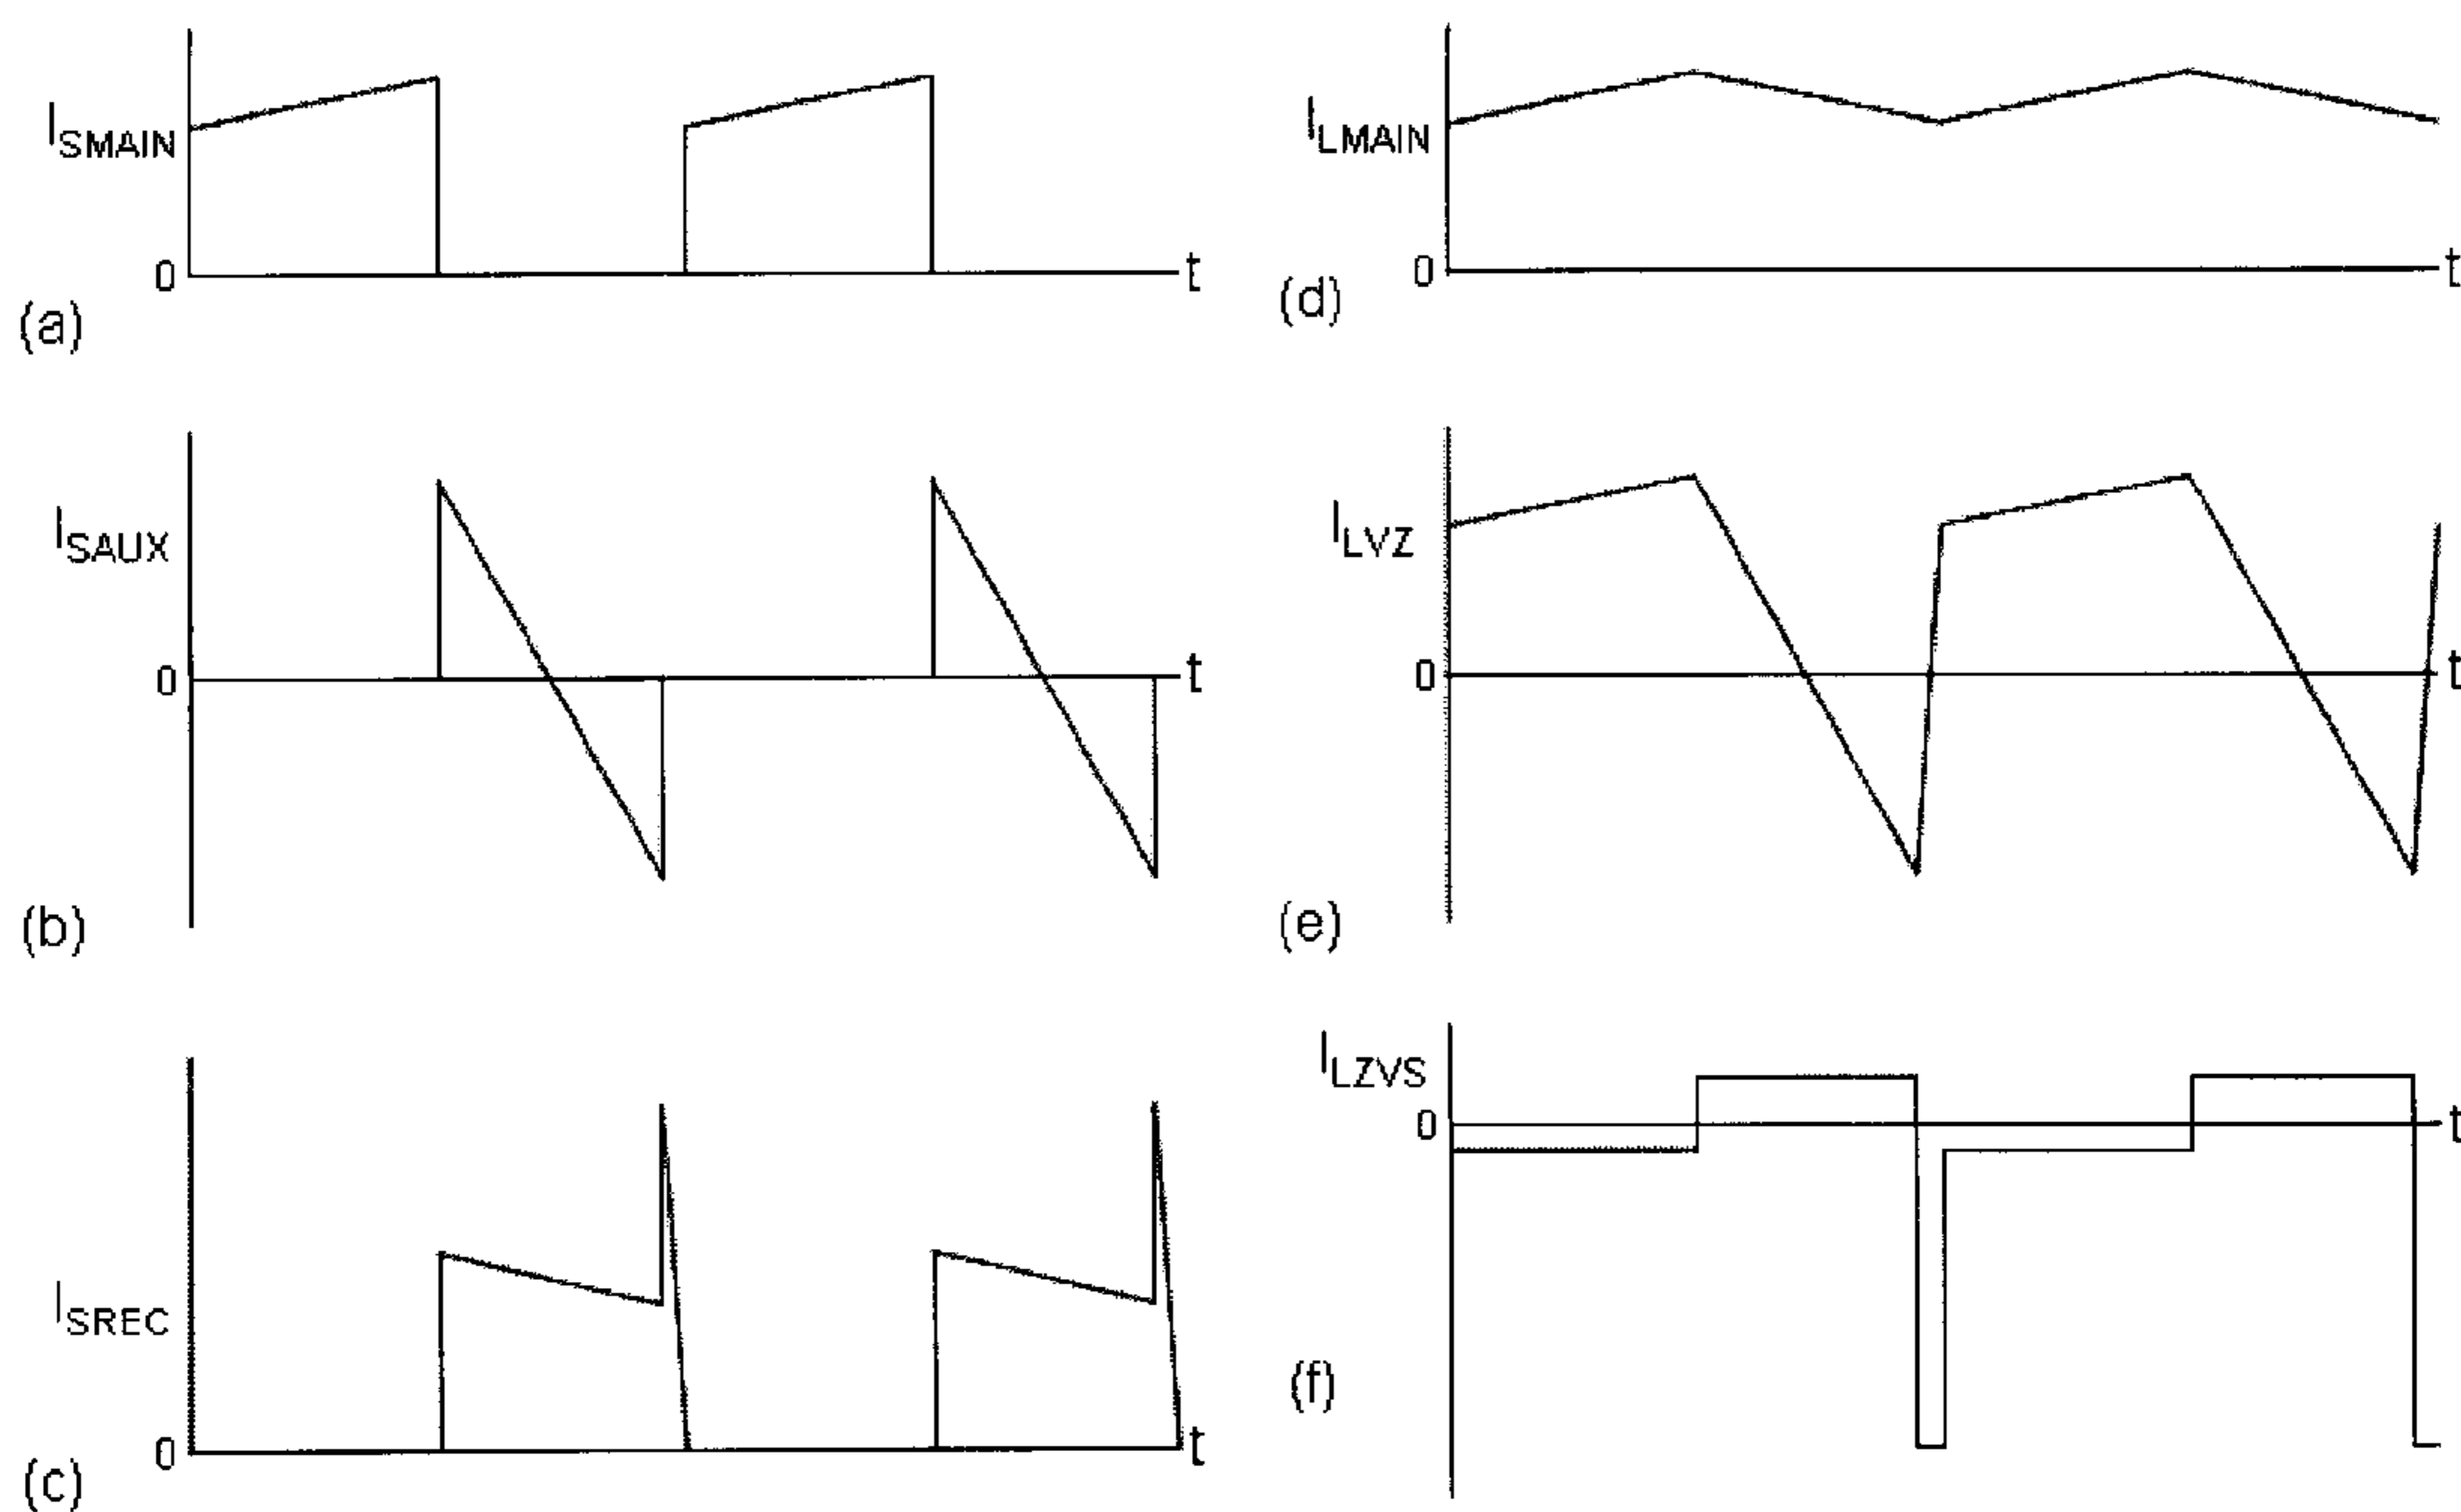 I_SMAIN
0
t
(a)
I_SAUX
0
t
(b)
I_SREC
0
t
(c)
I_LMAIN
0
t
(d)
I_LVZ
0
t
(e)
I_LZVS
0
t
(f)